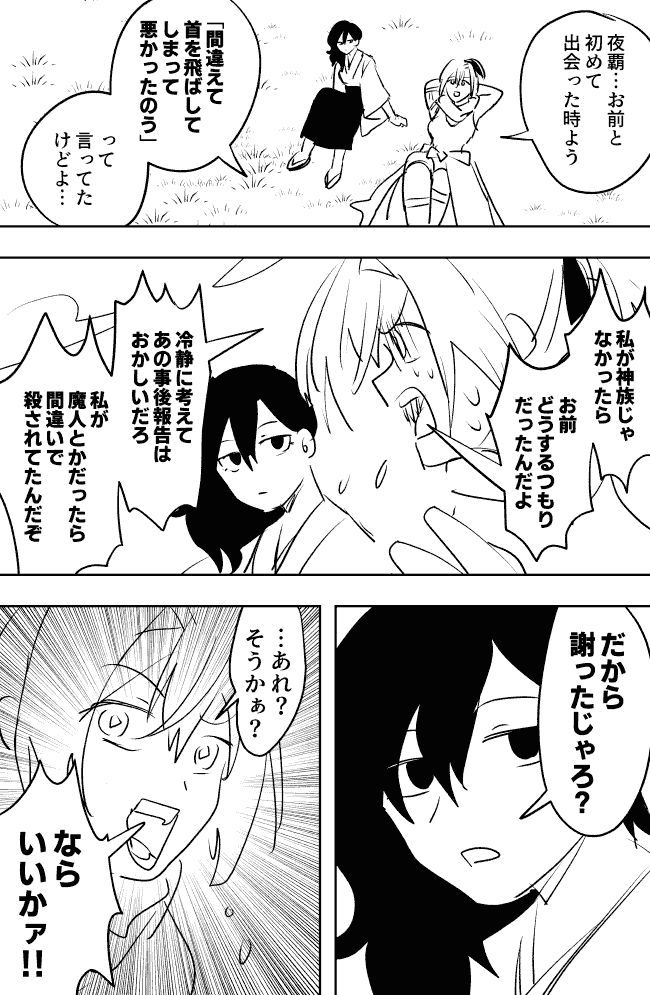 夜覇…お前と
初めて
出会った時よう
「間違えて
首を飛ばして
しまって
悪かったのう」
って
言ってた
けどよ…
私が神族じゃ
なかったら
お前
どうするつもり
だったんだよ
冷静に考えて
あの事後報告は
おかしいだろ
私が
魔人とかだったら
間違いで
殺されてたんだぞ
だから
謝ったじゃろ?
…あれ?
そうかぁ?
なら
いいかァ!!